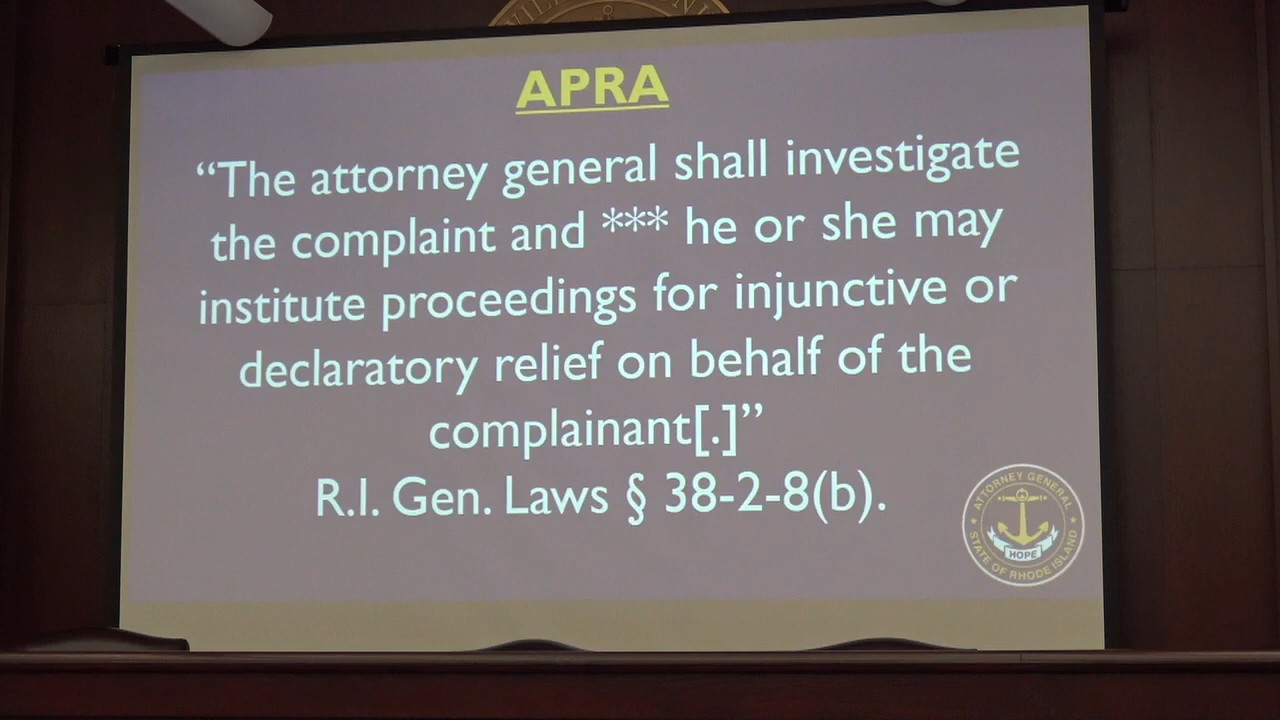 APRA
“The attorney general shall investigate
the complaint and *** he or she may
institute proceedings for injunctive or
declaratory relief on behalf of the
complainant[.]”
R.I. Gen. Laws § 38-2-8(b).
ATTORNEY GENERAL
HOPE
STATE OF RHODE ISLAND